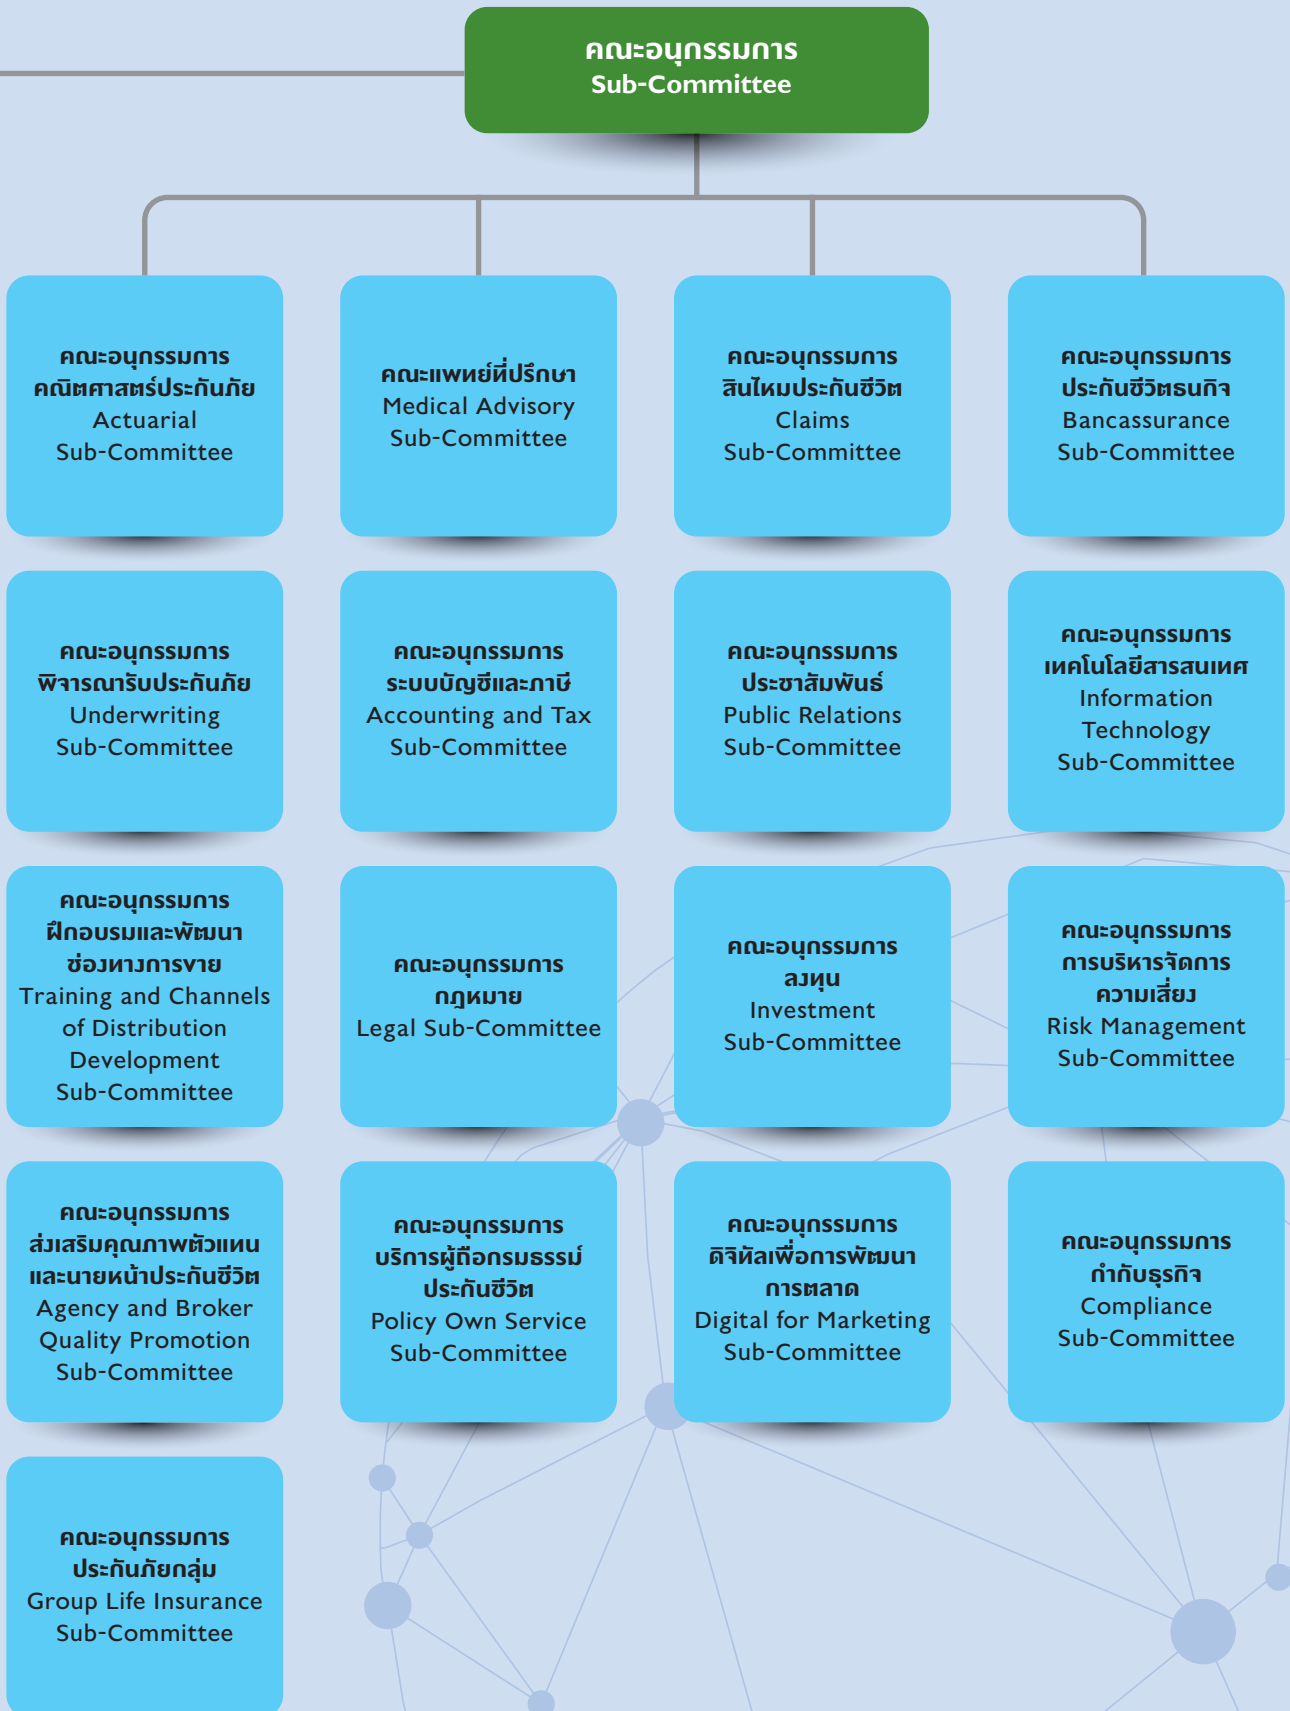 คณะอนุกรรมการ
Sub-Committee
คณะอนุกรรมการ
คณิตศาสตร์ประกันภัย
Actuarial
Sub-Committee
คณะแพทย์ที่ปรึกษา
Medical Advisory
Sub-Committee
คณะอนุกรรมการ
สินไหมประกันชีวิต
Claims
Sub-Committee
คณะอนุกรรมการ
ประกันชีวิตธนกิจ
Bancassurance
Sub-Committee
คณะอนุกรรมการ
พิจารณารับประกันภัย
Underwriting
Sub-Committee
คณะอนุกรรมการ
ระบบบัญชีและภาษี
Accounting and Tax
Sub-Committee
คณะอนุกรรมการ
ประชาสัมพันธ์
Public Relations
Sub-Committee
คณะอนุกรรมการ
เทคโนโลยีสารสนเทศ
Information
Technology
Sub-Committee
คณะอนุกรรมการ
ฝึกอบรมและพัฒนา
ช่องทางการขาย
Training and Channels
of Distribution
Development
Sub-Committee
คณะอนุกรรมการ
กฎหมาย
Legal Sub-Committee
คณะอนุกรรมการ
ลงทุน
Investment
Sub-Committee
คณะอนุกรรมการ
การบริหารจัดการ
ความเสี่ยง
Risk Management
Sub-Committee
คณะอนุกรรมการ
ส่งเสริมคุณภาพตัวแทน
และนายหน้าประกันชีวิต
Agency and Broker
Quality Promotion
Sub-Committee
คณะอนุกรรมการ
บริการผู้ถือกรมธรรม์
ประกันชีวิต
Policy Own Service
Sub-Committee
คณะอนุกรรมการ
ดิจิทัลเพื่อการพัฒนา
การตลาด
Digital for Marketing
Sub-Committee
คณะอนุกรรมการ
กำกับธุรกิจ
Compliance
Sub-Committee
คณะอนุกรรมการ
ประกันภัยกลุ่ม
Group Life Insurance
Sub-Committee